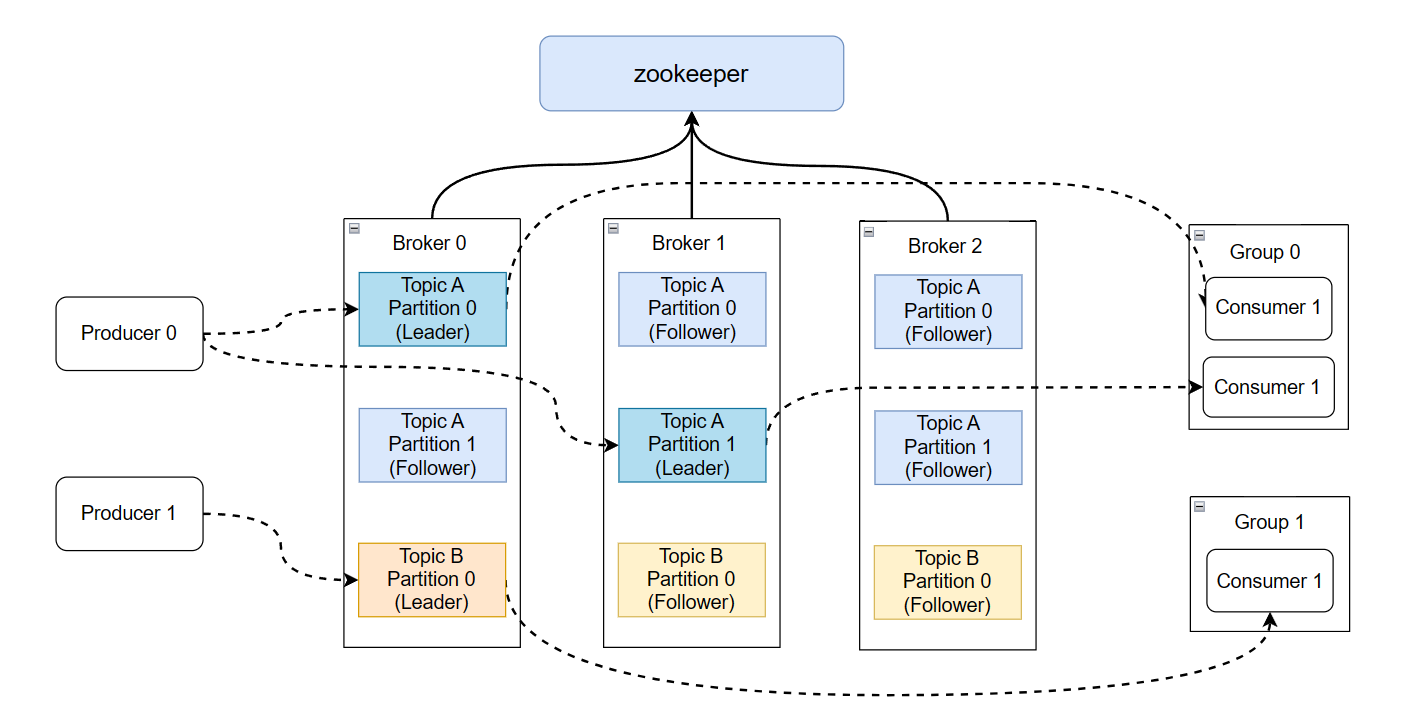 zookeeper
Broker 0
Topic A
Partition 0
(Leader)
Topic A
Partition 1
(Follower)
Topic B
Partition 0
(Leader)
Broker 1
Topic A
Partition 0
(Follower)
Topic A
Partition 1
(Leader)
Topic B
Partition 0
(Follower)
Broker 2
Topic A
Partition 0
(Follower)
Topic A
Partition 1
(Follower)
Topic B
Partition 0
(Follower)
Producer 0
Producer 1
Group 0
Consumer 1
Consumer 1
Group 1
Consumer 1